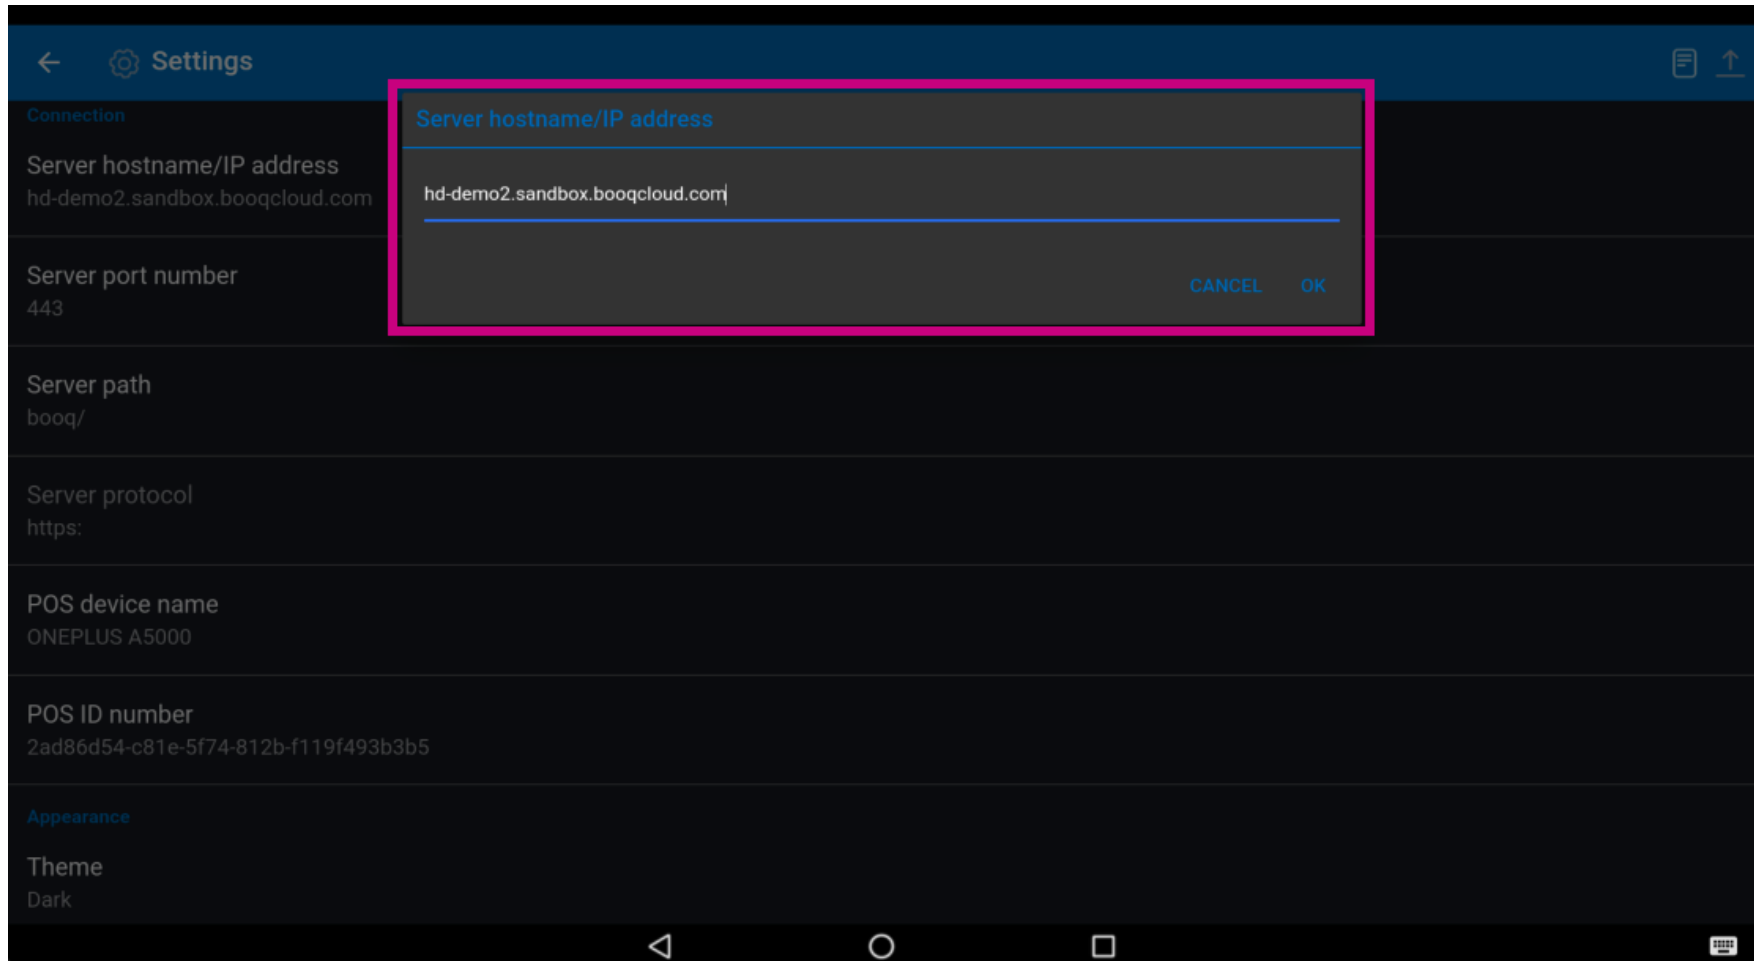 Settings
Connection
Server hostname/IP address
hd-demo2.sandbox.booqcloud.com
Server hostname/IP address
hd-demo2.sandbox.booqcloud.com
CANCEL OK
Server port number
443
Server path
booq/
Server protocol
https:
POS device name
ONEPLUS A5000
POS ID number
2ad86d54-c81e-5f74-812b-f119f493b3b5
Appearance
Theme
Dark